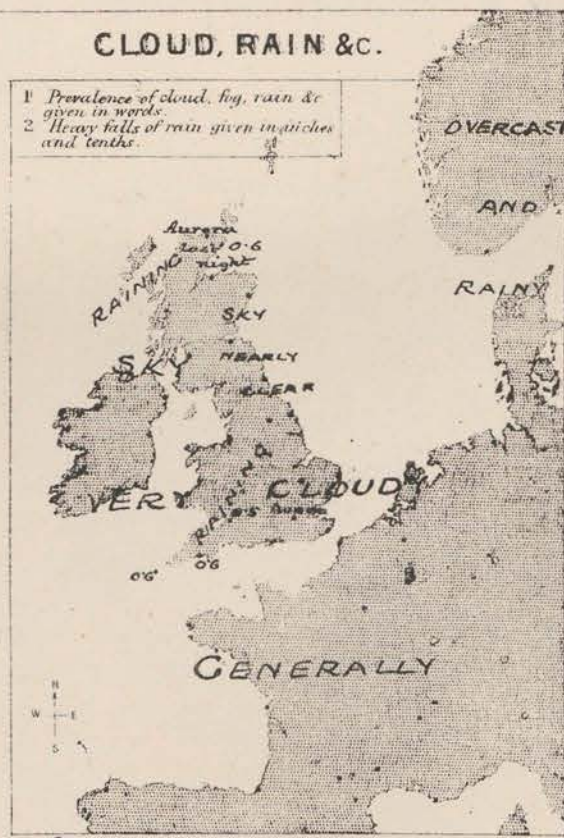 CLOUD, RAIN &c.
1 Prevalence of cloud, fog, rain &c
given in words.
2 Heavy falls of rain given in inches
and tenths.
OVERCAST
AND
RAINY
Aurora
last 0.6
night
RAINING
SKY
NEARLY
CLEAR
SKY
VERY CLOUDY
RAINING
0.5
0.6
0.6
GENERALLY
N
W E
S